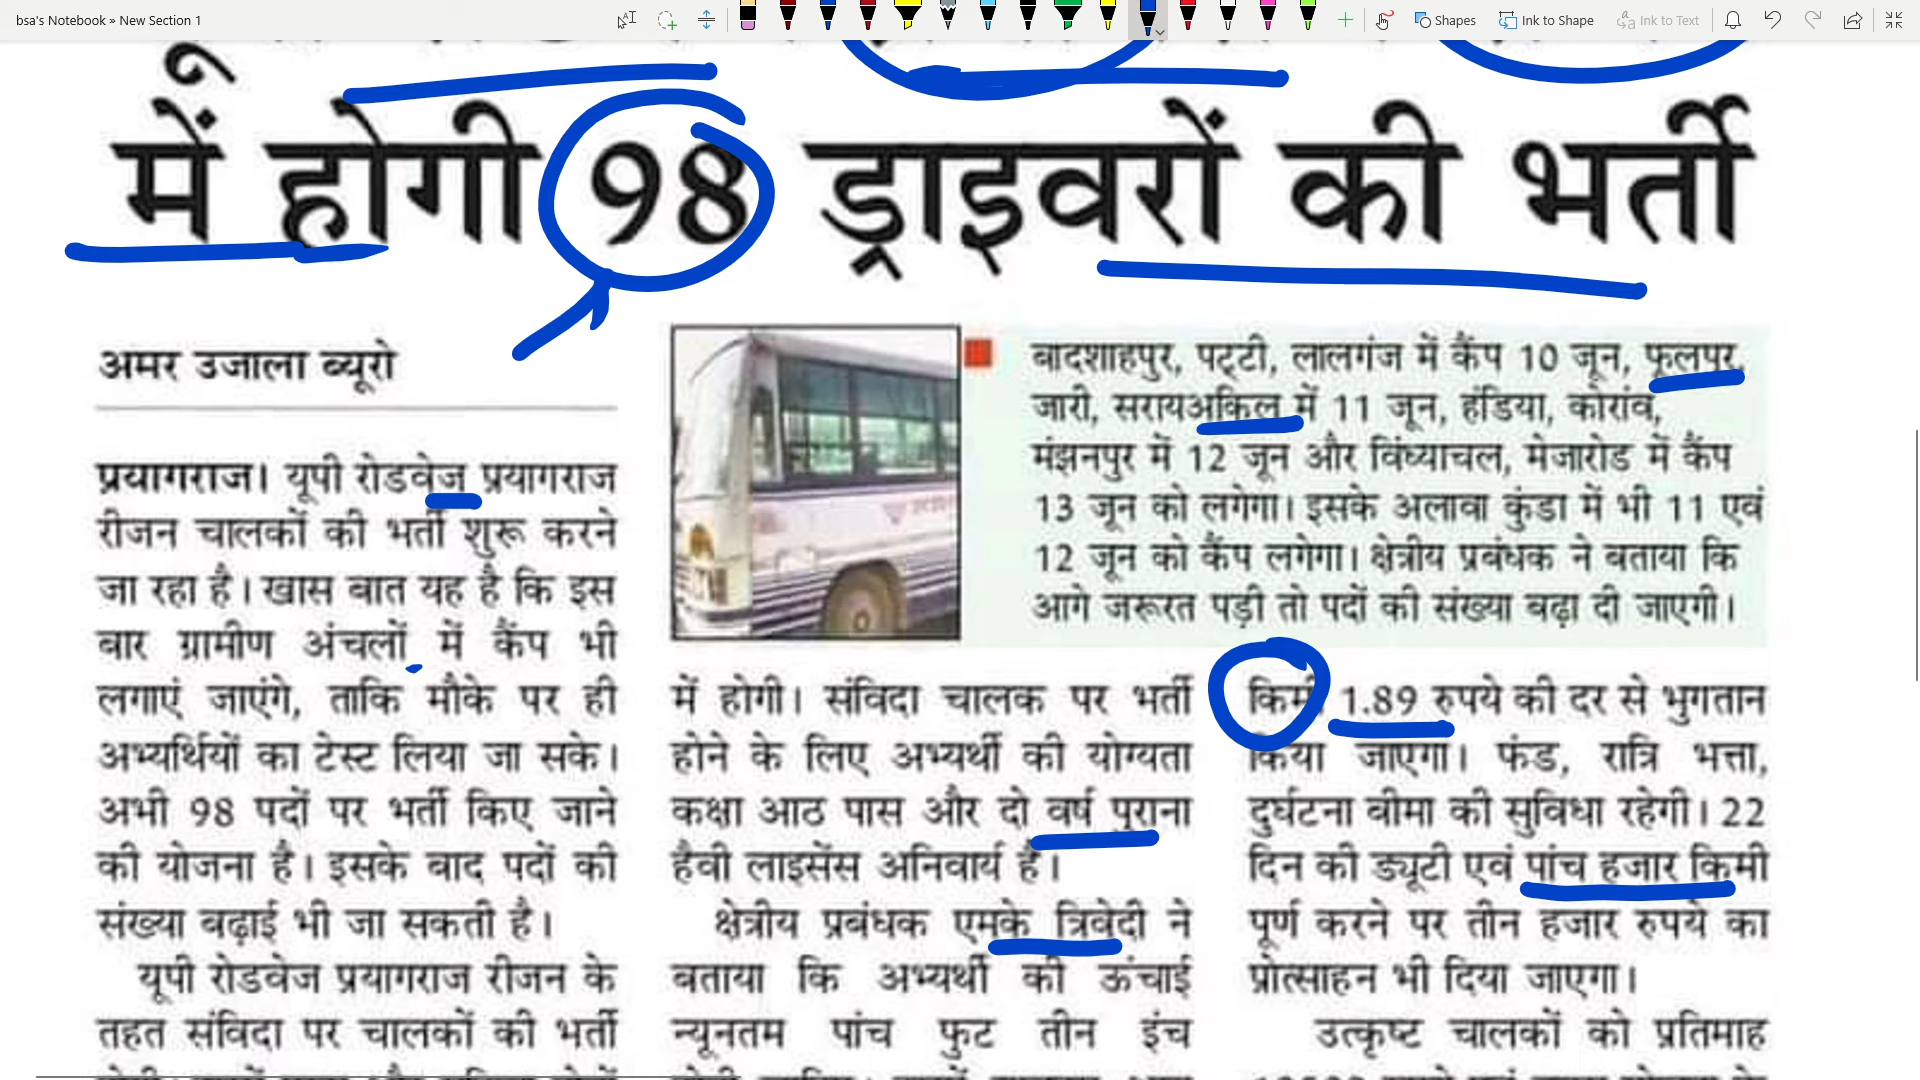 bsa's Notebook » New Section 1
Shapes
Link to Shape
Link to Text
में होगी 98 ड्राइवरों की भर्ती
अमर उजाला ब्यूरो
प्रयागराज। यूपी रोडवेज प्रयागराज
रीजन चालकों की भर्ती शुरू करने
जा रहा है। खास बात यह है कि इस
बार ग्रामीण अंचलों में कैंप भी
लगाएं जाएंगे, ताकि मौके पर ही
अभ्यर्थियों का टेस्ट लिया जा सके।
अभी 98 पदों पर भर्ती किए जाने
की योजना है। इसके बाद पदों की
संख्या बढ़ाई भी जा सकती है।
यूपी रोडवेज प्रयागराज रीजन के
तहत संविदा पर चालकों की भर्ती
बादशाहपुर, पट्टी, लालगंज में कैंप 10 जून, फूलपुर,
जारी, सरायअकिल में 11 जून, हंडिया, कोरांव,
मंझनपुर में 12 जून और विंध्याचल, मेजारोड में कैंप
13 जून को लगेगा। इसके अलावा कुंडा में भी 11 एवं
12 जून को कैंप लगेगा। क्षेत्रीय प्रबंधक ने बताया कि
आगे जरूरत पड़ी तो पदों की संख्या बढ़ा दी जाएगी।
में होगी। संविदा चालक पर भर्ती
होने के लिए अभ्यर्थी की योग्यता
कक्षा आठ पास और दो वर्ष पुराना
हैवी लाइसेंस अनिवार्य है।
क्षेत्रीय प्रबंधक एमके त्रिवेदी ने
बताया कि अभ्यर्थी की ऊंचाई
न्यूनतम पांच फुट तीन इंच
किमी 1.89 रुपये की दर से भुगतान
किया जाएगा। फंड, रात्रि भत्ता,
दुर्घटना बीमा की सुविधा रहेगी। 22
दिन की ड्यूटी एवं पांच हजार किमी
पूर्ण करने पर तीन हजार रुपये का
प्रोत्साहन भी दिया जाएगा।
उत्कृष्ट चालकों को प्रतिमाह